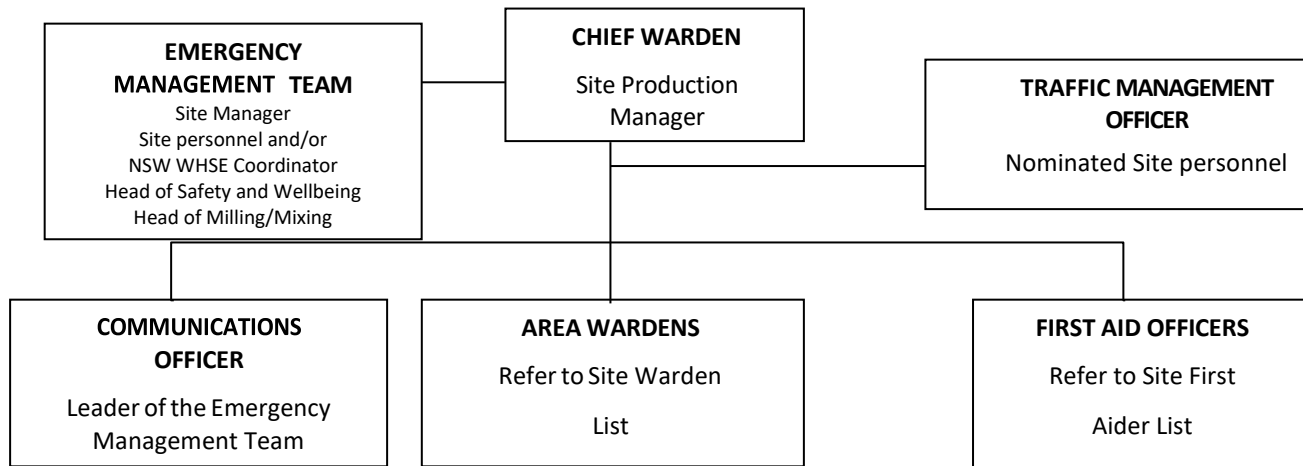 EMERGENCY
MANAGEMENT TEAM
Site Manager
Site personnel and/or
NSW WHSE Coordinator
Head of Safety and Wellbeing
Head of Milling/Mixing
CHIEF WARDEN
Site Production
Manager
TRAFFIC MANAGEMENT
OFFICER
Nominated Site personnel
COMMUNICATIONS
OFFICER
Leader of the Emergency
Management Team
AREA WARDENS
Refer to Site Warden
List
FIRST AID OFFICERS
Refer to Site First
Aider List